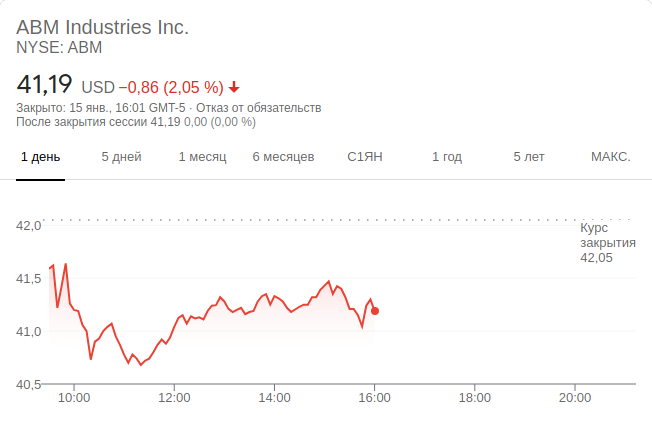 ABM Industries Inc.
NYSE: ABM
41,19 USD −0,86 (2,05 %)
Закрыто: 15 янв., 16:01 GMT-5 · Отказ от обязательств
После закрытия сессии 41,19 0,00 (0,00 %)
1 день 5 дней 1 месяц 6 месяцев С1ЯН 1 год 5 лет МАКС.
42,0
Курс
закрытия
42,05
41,5
41,0
40,5
10:00 12:00 14:00 16:00 18:00 20:00